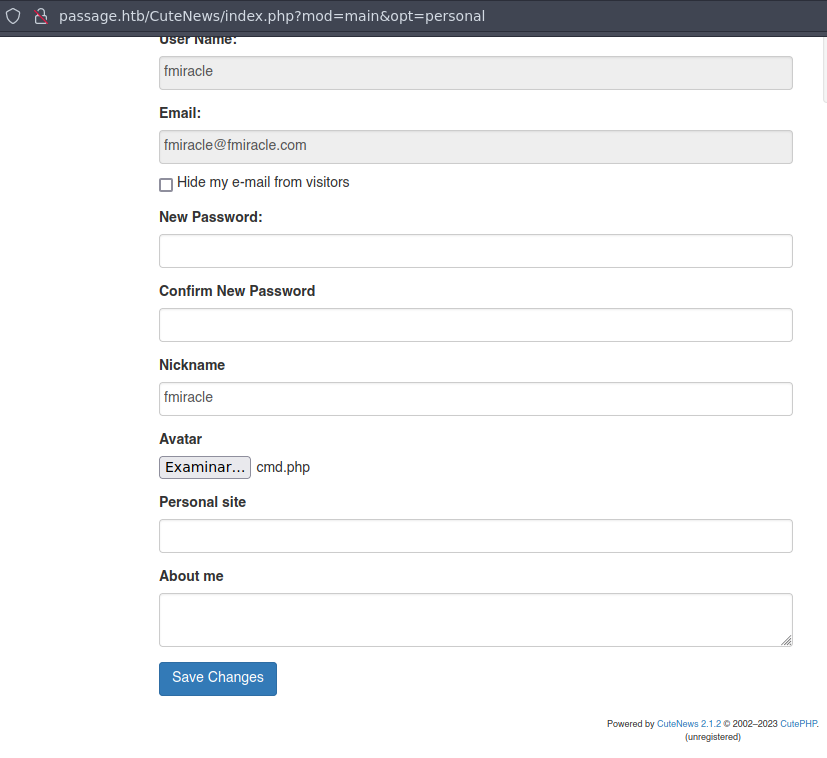 passage.htb/CuteNews/index.php?mod=main&opt=personal
User Name:
fmiracle
Email:
fmiracle@fmiracle.com
Hide my e-mail from visitors
New Password:
Confirm New Password
Nickname
fmiracle
Avatar
Examinar... cmd.php
Personal site
About me
Save Changes
Powered by CuteNews 2.1.2 © 2002–2023 CutePHP.
(unregistered)